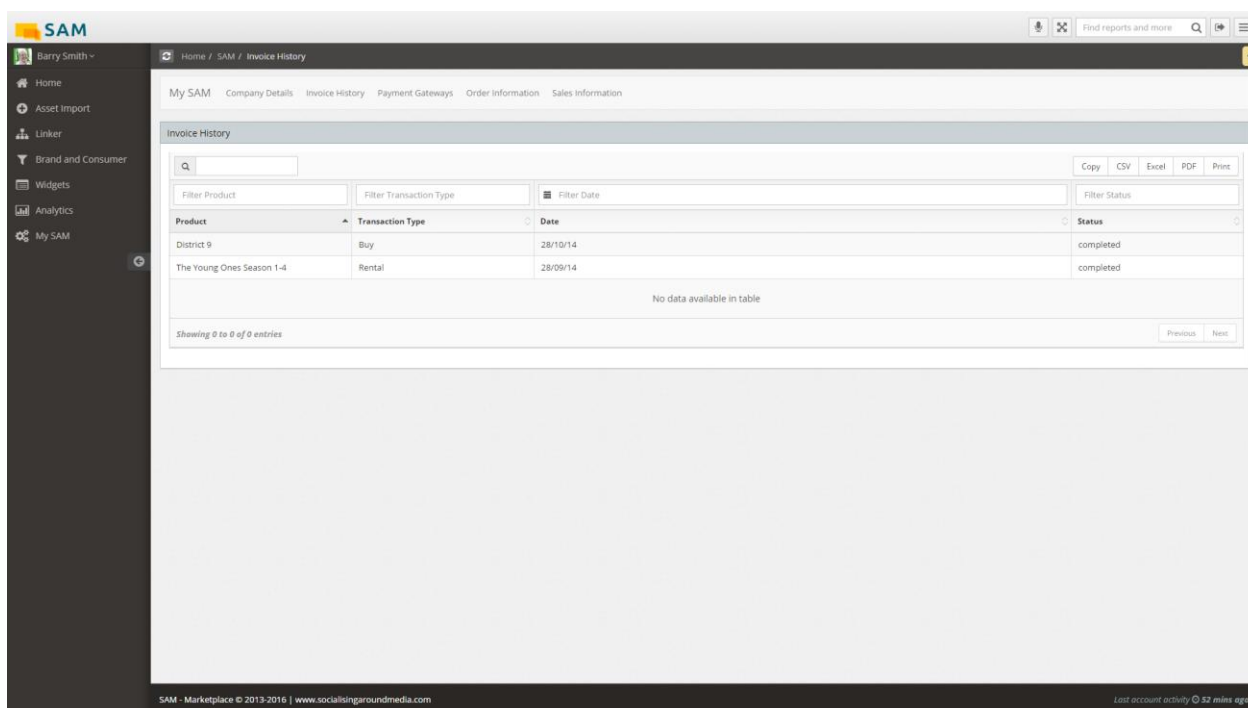 SAM
Find reports and more
Barry Smith
Home / SAM / Invoice History
Home
Asset Import
Linker
Brand and Consumer
Widgets
Analytics
My SAM
My SAM Company Details Invoice History Payment Gateways Order Information Sales Information
Invoice History
Copy CSV Excel PDF Print
Filter Product Filter Transaction Type Filter Date Filter Status
Product Transaction Type Date Status
District 9 Buy 28/10/14 completed
The Young Ones Season 1-4 Rental 28/09/14 completed
No data available in table
Showing 0 to 0 of 0 entries
Previous Next
SAM - Marketplace © 2013-2016 | www.socialisingaroundmedia.com
Last account activity 52 mins ago